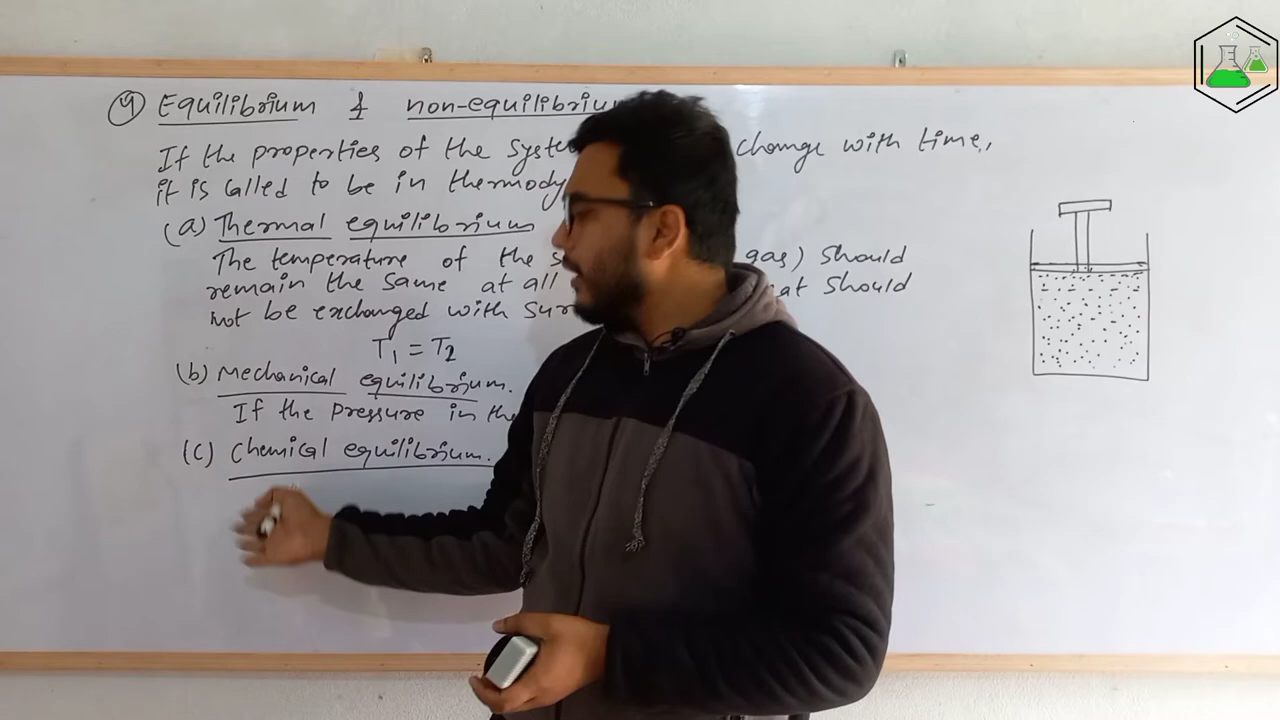 4) Equilibrium & non-equilibrium
If the properties of the syste change with time,
it is called to be in thermody
(a) Thermal equilibrium
The temperature of the s gas) should
remain the same at all at should
not be exchanged with sur
T₁ = T₂
(b) Mechanical equilibrium.
If the pressure in the
(c) chemical equilibrium.